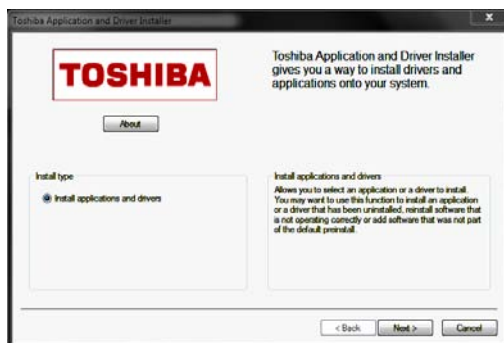 Toshiba Application and Driver Installer
x
TOSHIBA
Toshiba Application and Driver Installer
gives you a way to install drivers and
applications onto your system.
About
Install type
Install applications and drivers
Install applications and drivers
Allows you to select an application or a driver to install.
You may want to use this function to install an application
or a driver that has been uninstalled, reinstall software that
is not operating correctly or add software that was not part
of the default preinstall.
< Back
Next >
Cancel